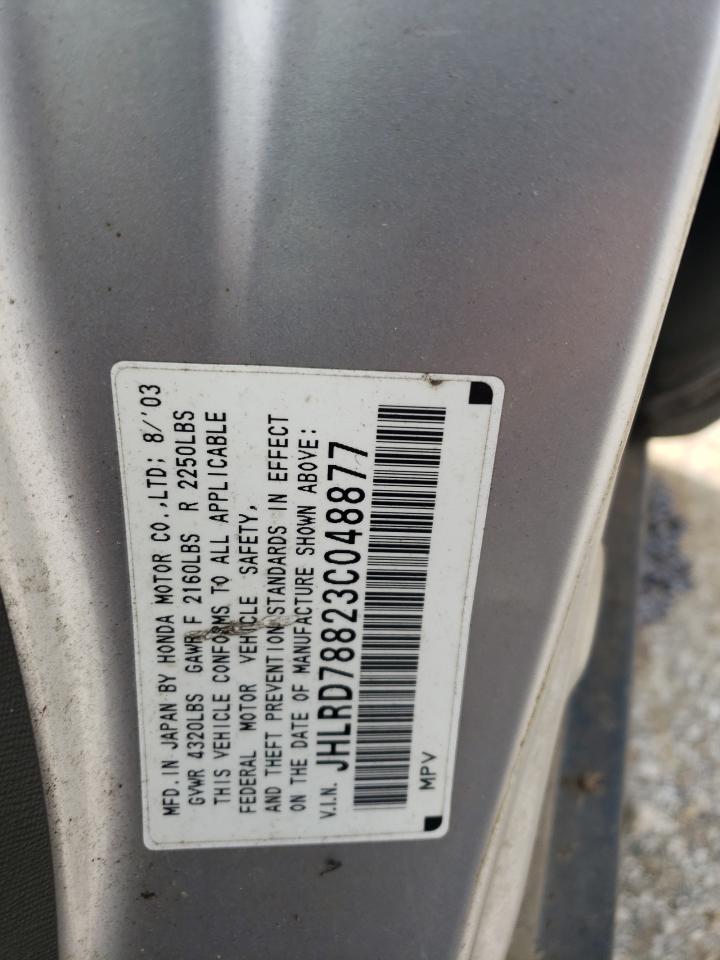 MFD. IN JAPAN BY HONDA MOTOR CO.,LTD; 8/'03
GVWR 4320LBS GAWR F 2160LBS R 2250LBS
THIS VEHICLE CONFORMS TO ALL APPLICABLE
FEDERAL MOTOR VEHICLE SAFETY,
AND THEFT PREVENTION STANDARDS IN EFFECT
ON THE DATE OF MANUFACTURE SHOWN ABOVE:
V.I.N. JHLRD78823C048877
MPV